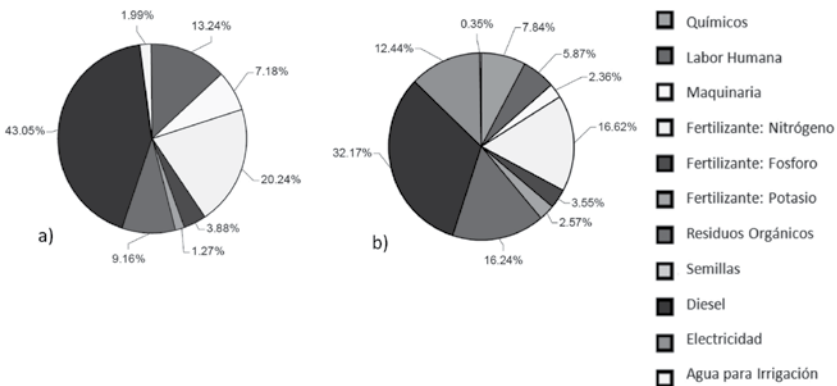 1.99%
13.24%
7.18%
43.05%
20.24%
3.88%
1.27%
9.16%
a)
0.35%
7.84%
12.44%
5.87%
2.36%
32.17%
16.62%
3.55%
2.57%
16.24%
b)
Químicos
Labor Humana
Maquinaria
Fertilizante: Nitrógeno
Fertilizante: Fosforo
Fertilizante: Potasio
Residuos Orgánicos
Semillas
Diesel
Electricidad
Agua para Irrigación